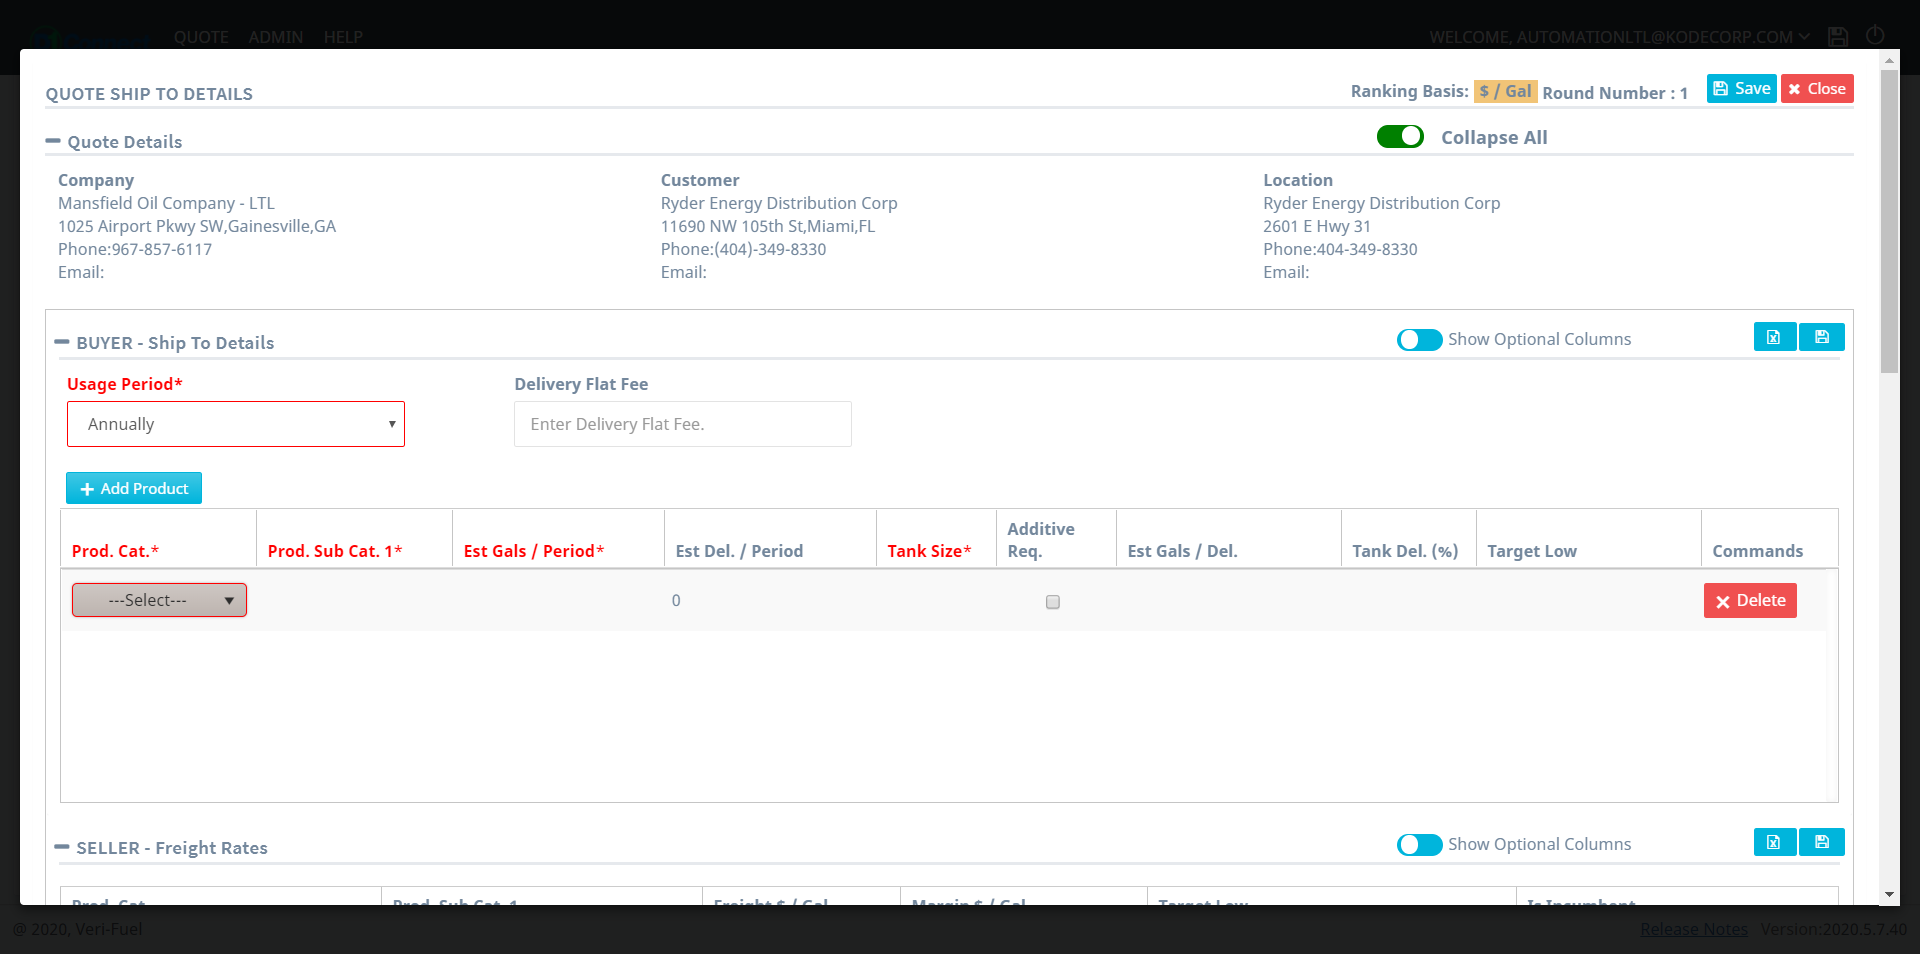 QUOTE ADMIN HELP
WELCOME, AUTOMATIONLTL@KODECORP.COM
QUOTE SHIP TO DETAILS
Ranking Basis: $ / Gal Round Number : 1
Save
Close
Quote Details
Collapse All
Company
Mansfield Oil Company - LTL
1025 Airport Pkwy SW,Gainesville,GA
Phone:967-857-6117
Email:
Customer
Ryder Energy Distribution Corp
11690 NW 105th St,Miami,FL
Phone:(404)-349-8330
Email:
Location
Ryder Energy Distribution Corp
2601 E Hwy 31
Phone:404-349-8330
Email:
BUYER - Ship To Details
Show Optional Columns
Usage Period*
Annually
Delivery Flat Fee
Enter Delivery Flat Fee.
Add Product
Prod. Cat.*
Prod. Sub Cat. 1*
Est Gals / Period*
Est Del. / Period
Tank Size*
Additive
Req.
Est Gals / Del.
Tank Del. (%)
Target Low
Commands
---Select---
0
Delete
SELLER - Freight Rates
Show Optional Columns
Prod. Cat.
Prod. Sub Cat. 1
Freight $ / Gal
Margin $ / Gal
Target Low
Is Incumbent
@ 2020, Veri-Fuel
Release Notes Version:2020.5.7.40